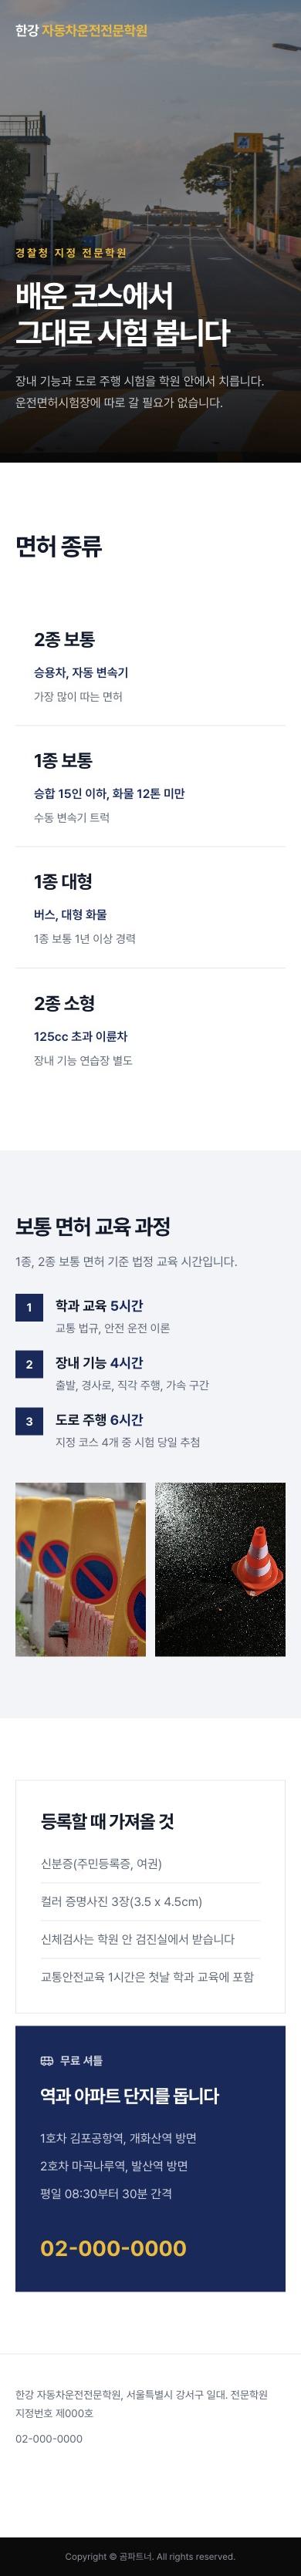 한강 자동차운전전문학원
경찰청 지정 전문학원
배운 코스에서
그대로 시험 봅니다
장내 기능과 도로 주행 시험을 학원 안에서 치릅니다.
운전면허시험장에 따로 갈 필요가 없습니다.
면허 종류
2종 보통
승용차, 자동 변속기
가장 많이 따는 면허
1종 보통
승합 15인 이하, 화물 12톤 미만
수동 변속기 트럭
1종 대형
버스, 대형 화물
1종 보통 1년 이상 경력
2종 소형
125cc 초과 이륜차
장내 기능 연습장 별도
보통 면허 교육 과정
1종, 2종 보통 면허 기준 법정 교육 시간입니다.
1 학과 교육 5시간
교통 법규, 안전 운전 이론
2 장내 기능 4시간
출발, 경사로, 직각 주행, 가속 구간
3 도로 주행 6시간
지정 코스 4개 중 시험 당일 추첨
등록할 때 가져올 것
신분증(주민등록증, 여권)
컬러 증명사진 3장(3.5 x 4.5cm)
신체검사는 학원 안 검진실에서 받습니다
교통안전교육 1시간은 첫날 학과 교육에 포함
무료 셔틀
역과 아파트 단지를 돕니다
1호차 김포공항역, 개화산역 방면
2호차 마곡나루역, 발산역 방면
평일 08:30부터 30분 간격
02-000-0000
한강 자동차운전전문학원, 서울특별시 강서구 일대. 전문학원
지정번호 제000호
02-000-0000
Copyright © 곰파트너. All rights reserved.